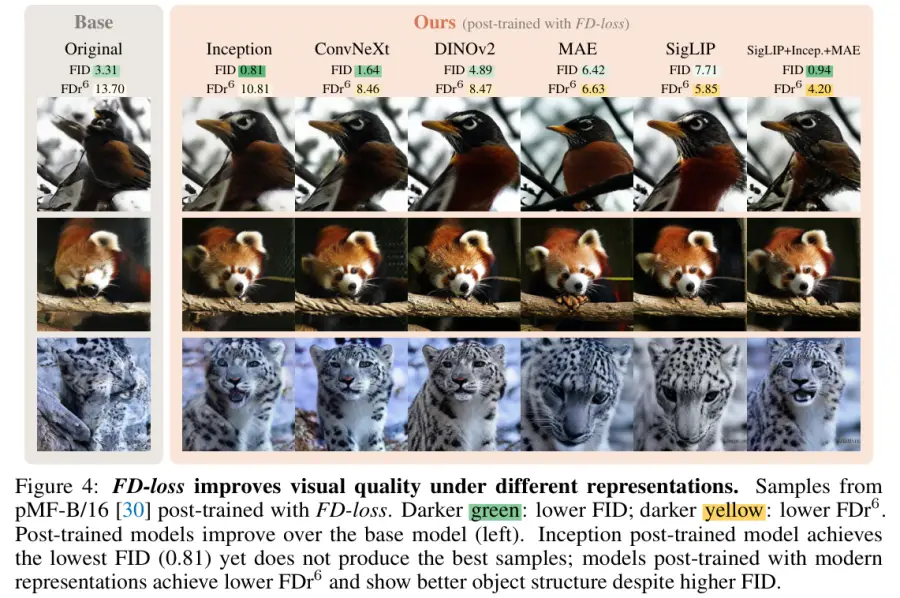 Base
Ours (post-trained with FD-loss)
Original Inception ConvNeXt DINOv2 MAE SigLIP SigLIP+Incep.+MAE
FID 3.31 FID 0.81 FID 1.64 FID 4.89 FID 6.42 FID 7.71 FID 0.94
FDr⁶ 13.70 FDr⁶ 10.81 FDr⁶ 8.46 FDr⁶ 8.47 FDr⁶ 6.63 FDr⁶ 5.85 FDr⁶ 4.20
Figure 4: FD-loss improves visual quality under different representations. Samples from
pMF-B/16 [30] post-trained with FD-loss. Darker green: lower FID; darker yellow: lower FDr⁶.
Post-trained models improve over the base model (left). Inception post-trained model achieves
the lowest FID (0.81) yet does not produce the best samples; models post-trained with modern
representations achieve lower FDr⁶ and show better object structure despite higher FID.